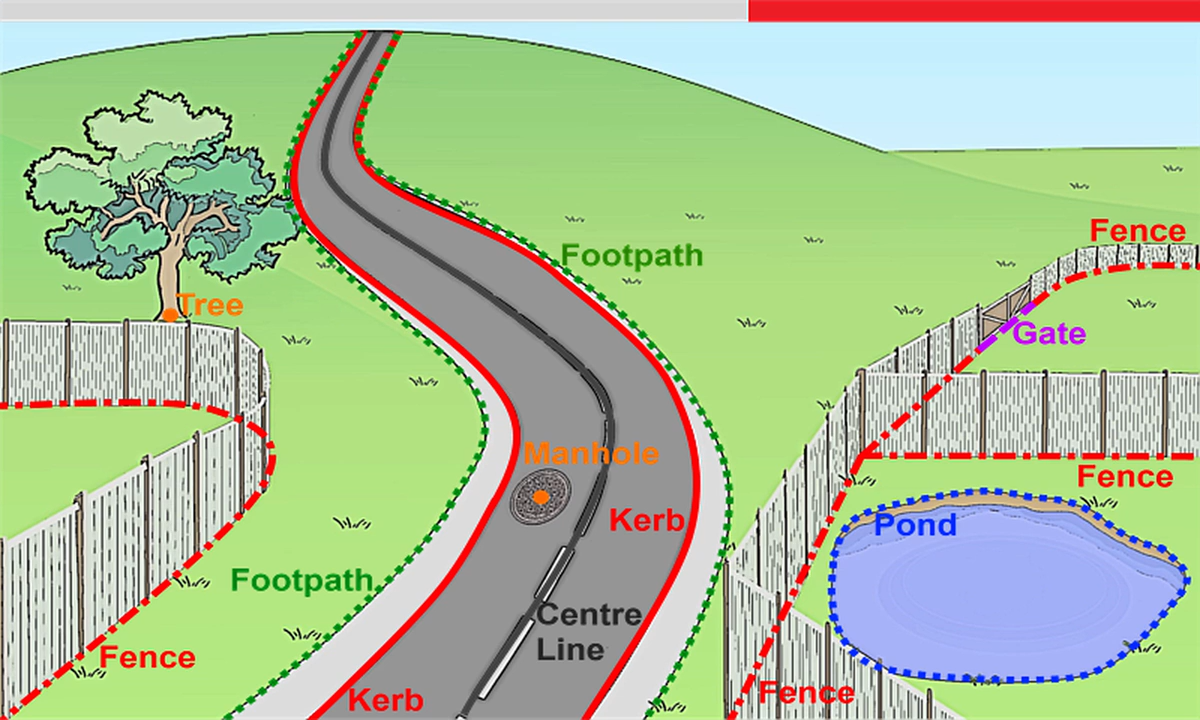 Fence
Footpath
Tree
Gate
Manhole
Fence
Kerb
Pond
Footpath
Centre
Line
Fence
Kerb
Fence